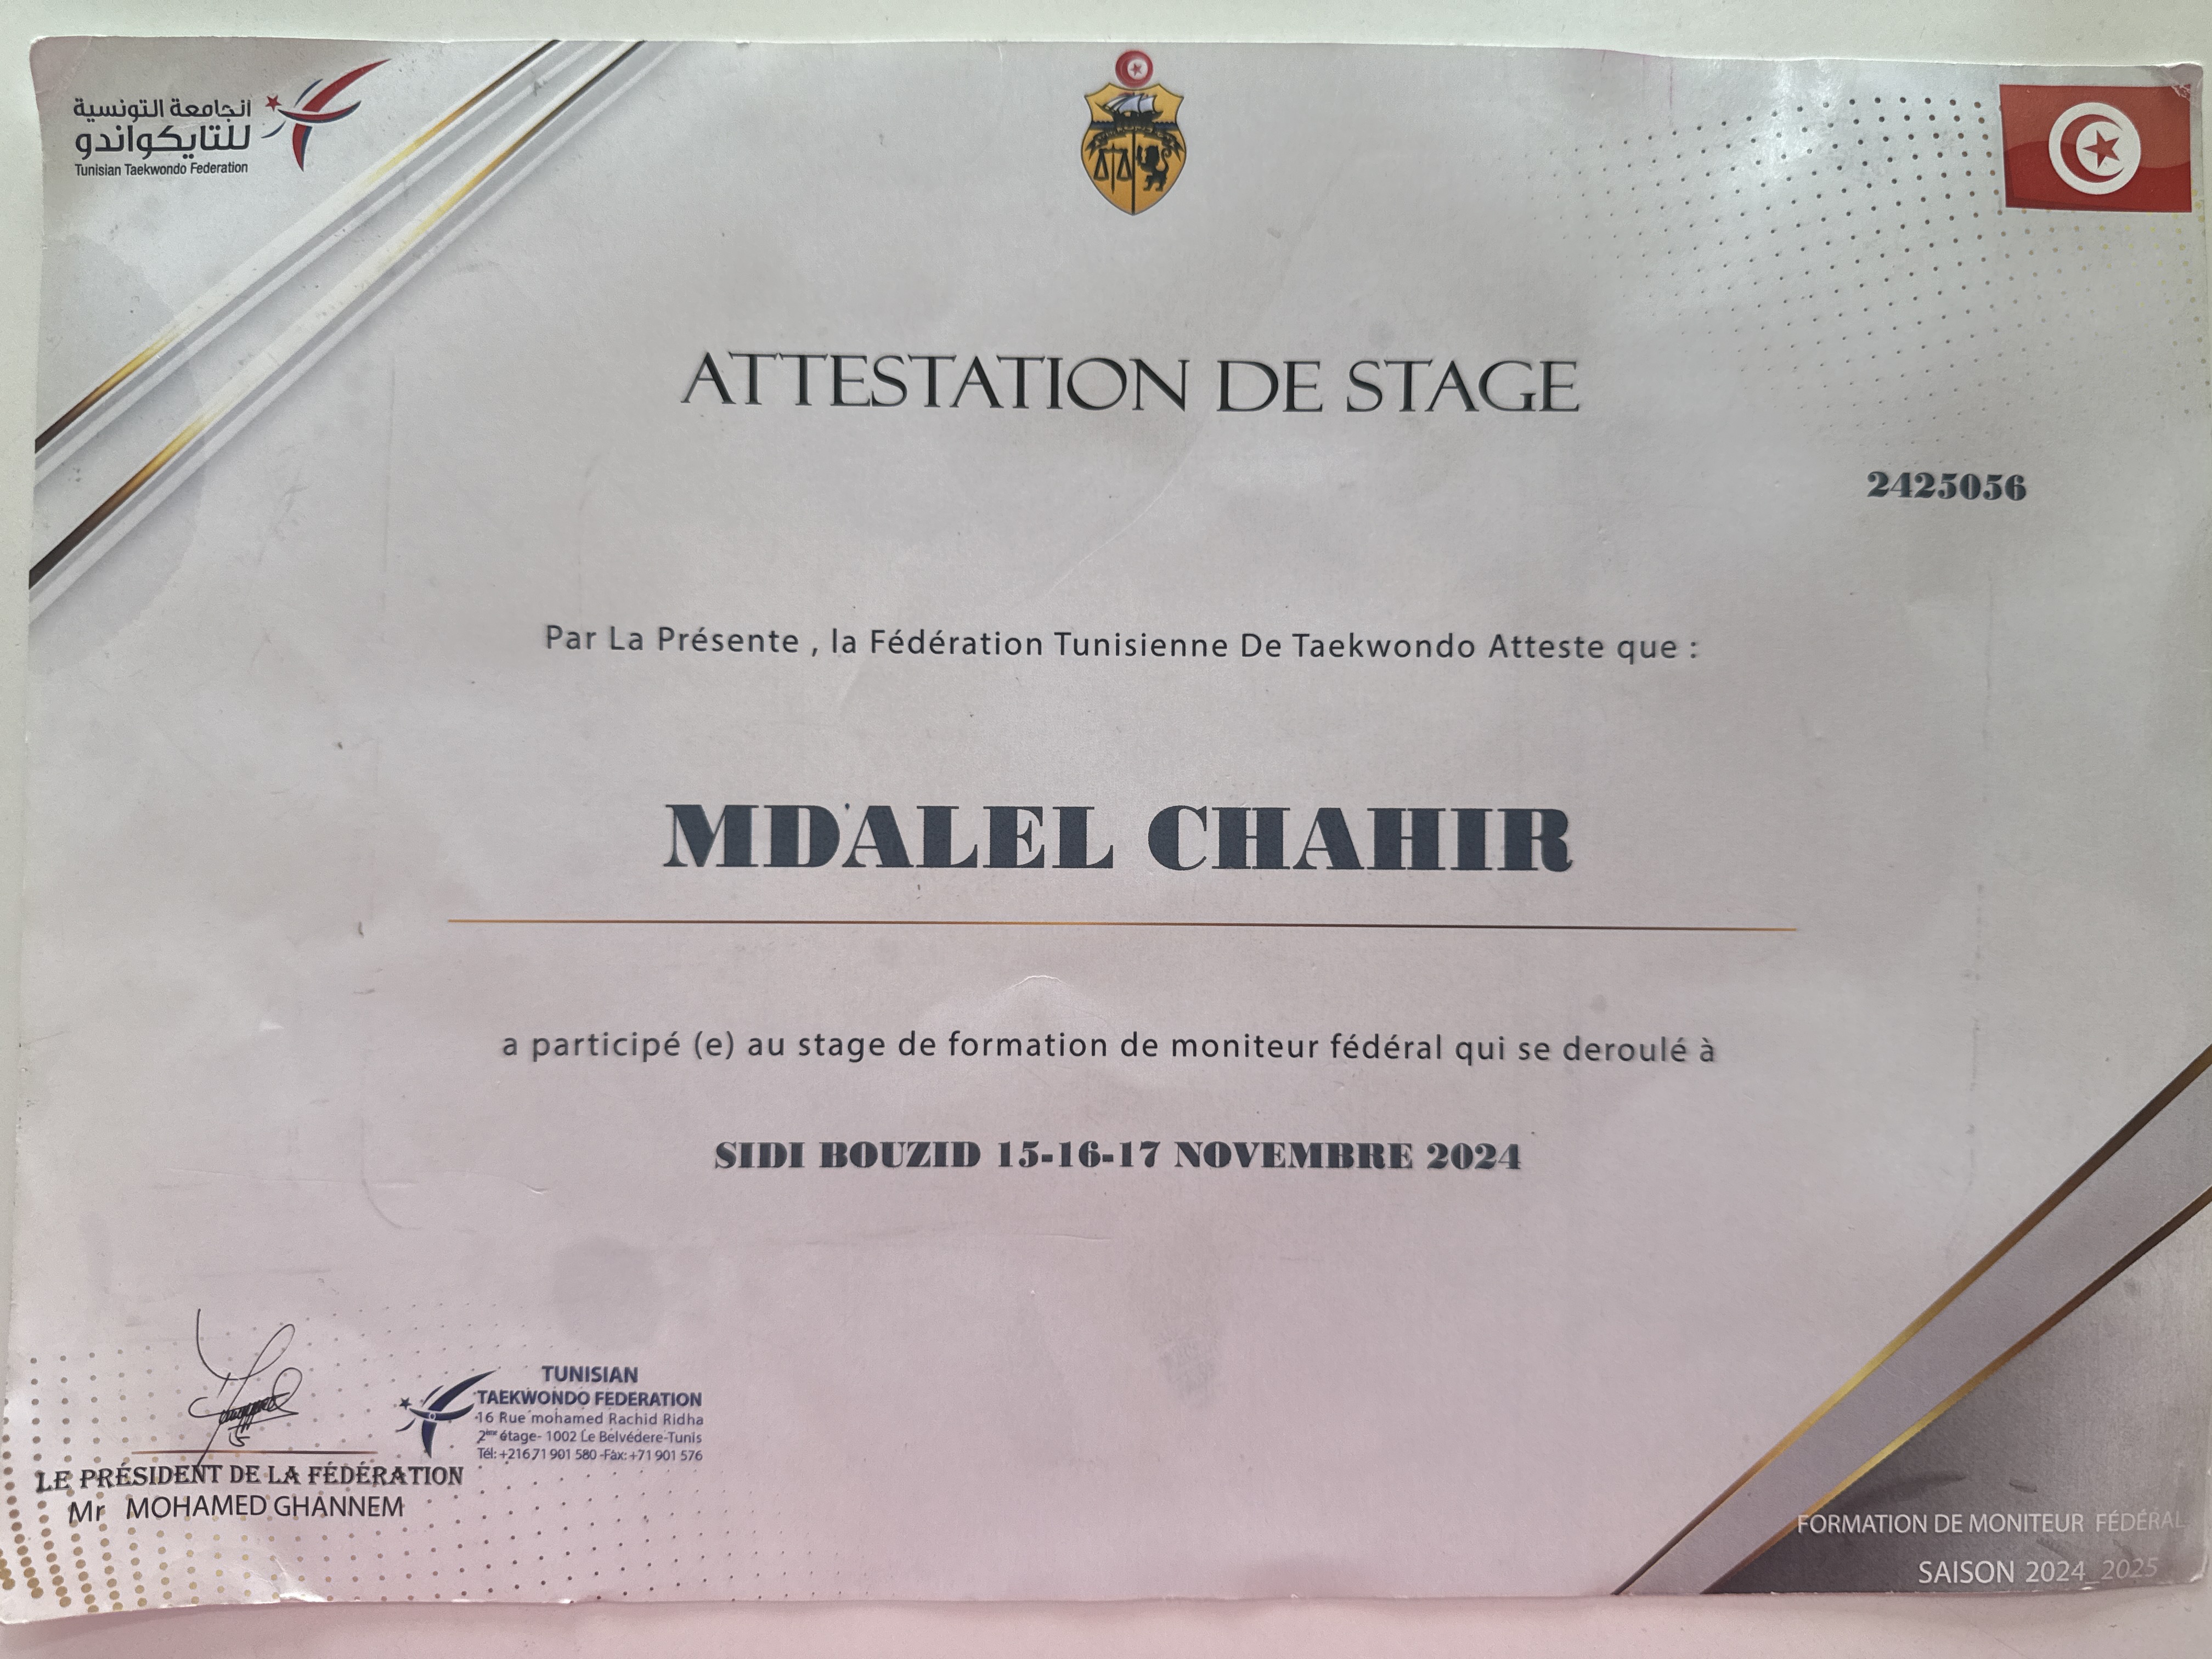 الجامعة التونسية
للتايكواندو
Tunisian Taekwondo Federation
ATTESTATION DE STAGE
2425056
Par La Présente , la Fédération Tunisienne De Taekwondo Atteste que :
MDALEL CHAHIR
a participé (e) au stage de formation de moniteur fédéral qui se deroulé à
SIDI BOUZID 15-16-17 NOVEMBRE 2024
TUNISIAN
TAEKWONDO FEDERATION
16 Rue mohamed Rachid Ridha
2ème étage- 1002 Le Belvédere-Tunis
Tél: +216 71 901 580 -Fax: +71 901 576
LE PRÉSIDENT DE LA FÉDÉRATION
Mr MOHAMED GHANNEM
FORMATION DE MONITEUR FÉDÉRAL
SAISON 2024_2025